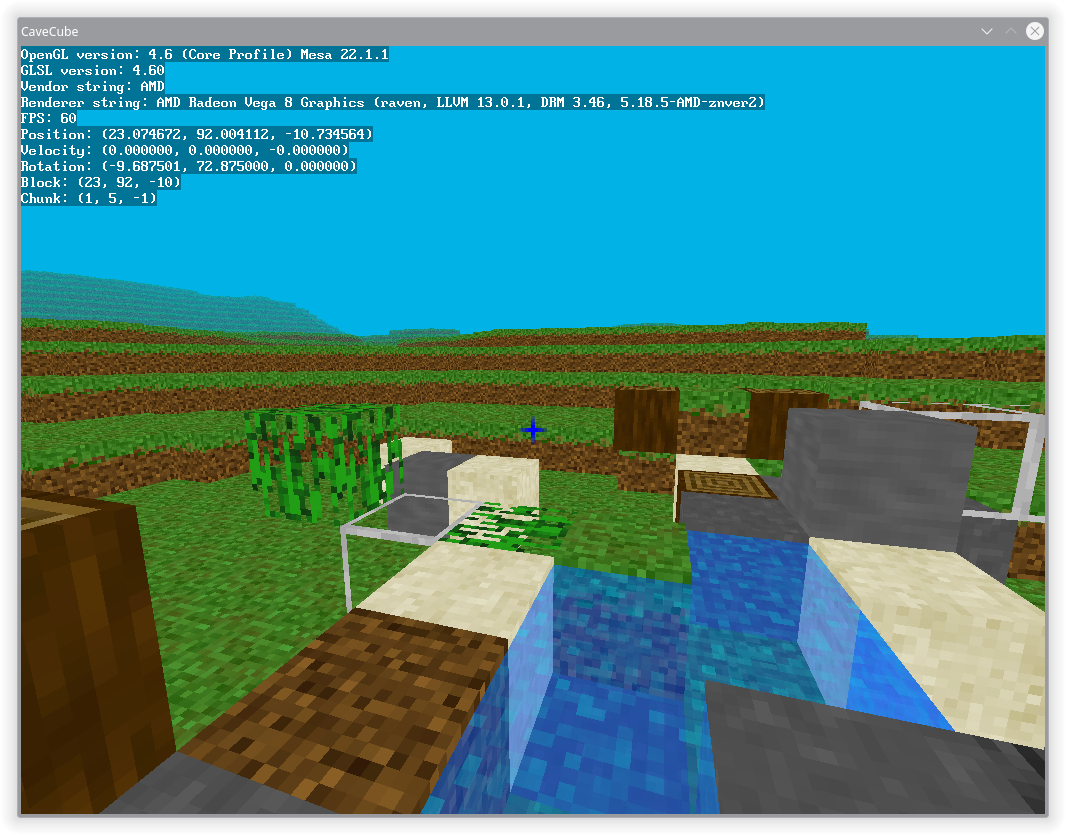 CaveCube
OpenGL version: 4.6 (Core Profile) Mesa 22.1.1
GLSL version: 4.60
Vendor string: AMD
Renderer string: AMD Radeon Vega 8 Graphics (raven, LLVM 13.0.1, DRM 3.46, 5.18.5-AMD-znver2)
FPS: 60
Position: (23.074672, 92.004112, -10.734564)
Velocity: (0.000000, 0.000000, -0.000000)
Rotation: (-9.687501, 72.875000, 0.000000)
Block: (23, 92, -10)
Chunk: (1, 5, -1)